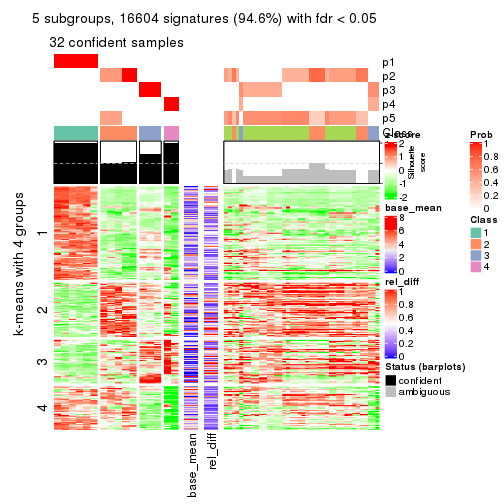 5 subgroups, 16604 signatures (94.6%) with fdr < 0.05
32 confident samples
p1
p2
p3
p4
p5
Class
k-means with 4 groups
1
2
3
4
base_mean
rel_diff
z-score
2
1
0
-1
-2
Silhouette
score
base_mean
8
6
4
2
0
rel_diff
1
0.8
0.6
0.4
0.2
0
Status (barplots)
confident
ambiguous
Prob
1
0.8
0.6
0.4
0.2
0
Class
1
2
3
4